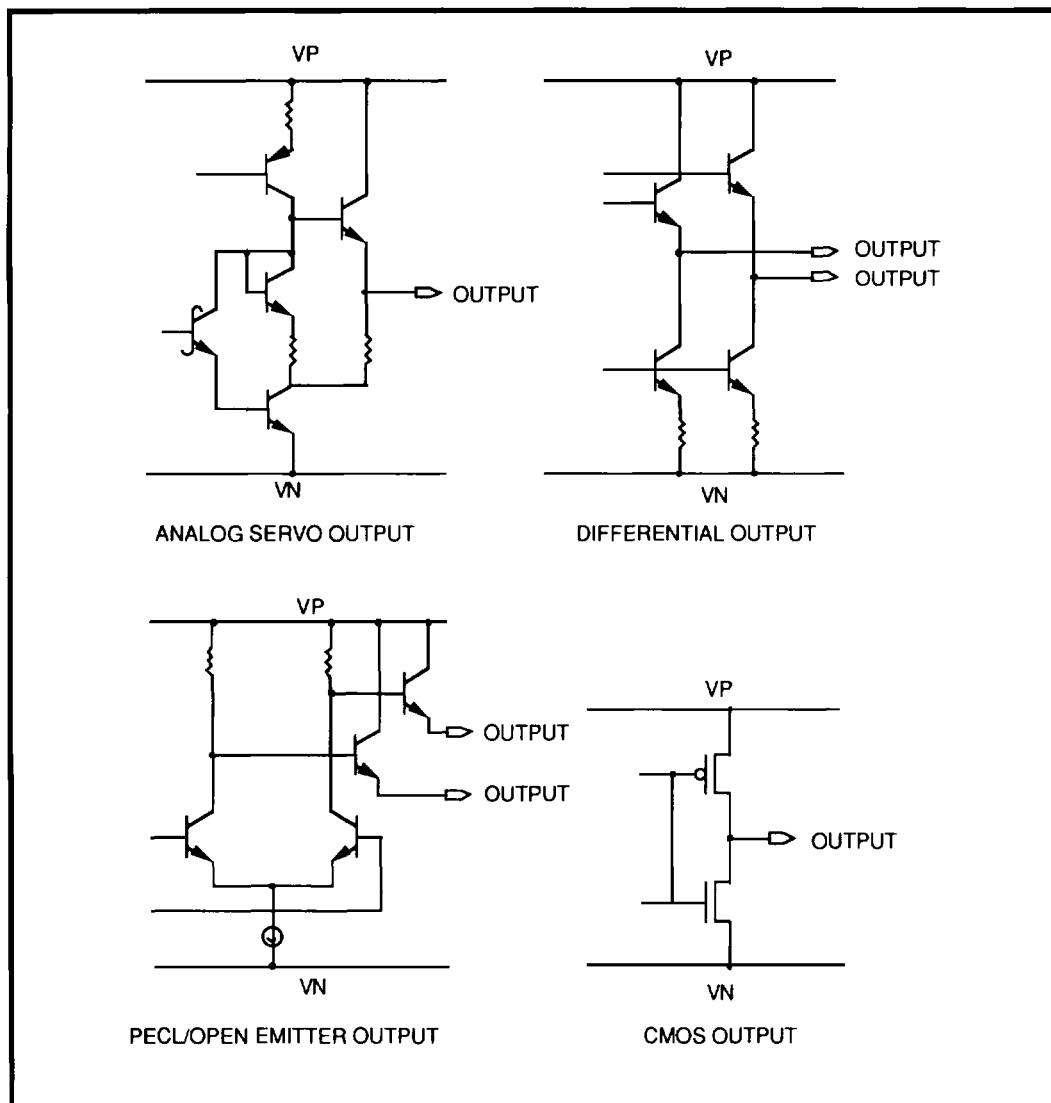 VP
VP
OUTPUT
OUTPUT
OUTPUT
VN
VN
ANALOG SERVO OUTPUT
DIFFERENTIAL OUTPUT
VP
VP
OUTPUT
OUTPUT
OUTPUT
VN
VN
PECL/OPEN EMITTER OUTPUT
CMOS OUTPUT